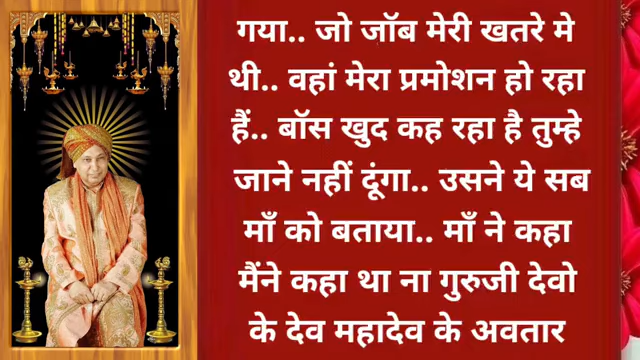 गया.. जो जॉब मेरी खतरे मे
थी.. वहां मेरा प्रमोशन हो रहा
हैं.. बॉस खुद कह रहा है तुम्हे
जाने नहीं दूंगा.. उसने ये सब
माँ को बताया.. माँ ने कहा
मैंने कहा था ना गुरुजी देवो
के देव महादेव के अवतार